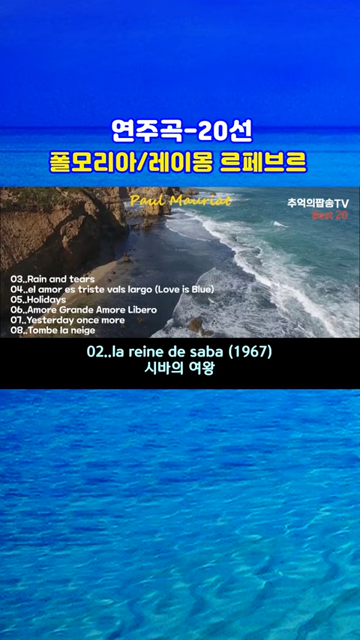 연주곡-20선
폴모리아/레이몽 르페브르
Paul Mauriat
추억의팝송TV
Best 20
03..Rain and tears
04..el amor es triste vals largo (Love is Blue)
05..Holidays
06..Amore Grande Amore Libero
07..Yesterday once more
08..Tombe la neige
02..la reine de saba (1967)
시바의 여왕